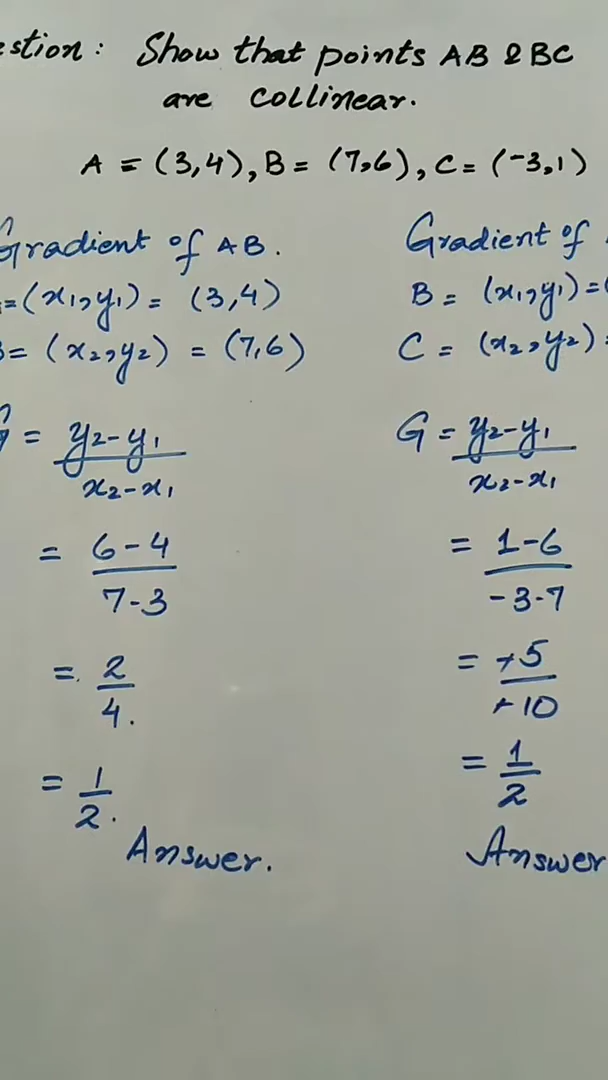 estion: Show that points AB & BC
are collinear.
A = (3,4), B = (7,6), C = (-3,1)
Gradient of AB.
= (x₁,y₁) = (3,4)
B = (x₂,y₂) = (7,6)
G = y₂-y₁
x₂-x₁
= 6-4
7-3
= 2
4.
= 1
2.
Answer.
Gradient of
B = (x₁,y₁) = (
C = (x₂,y₂) =
G = y₂-y₁
x₂-x₁
= 1-6
-3-7
= +5
+10
= 1
2
Answer